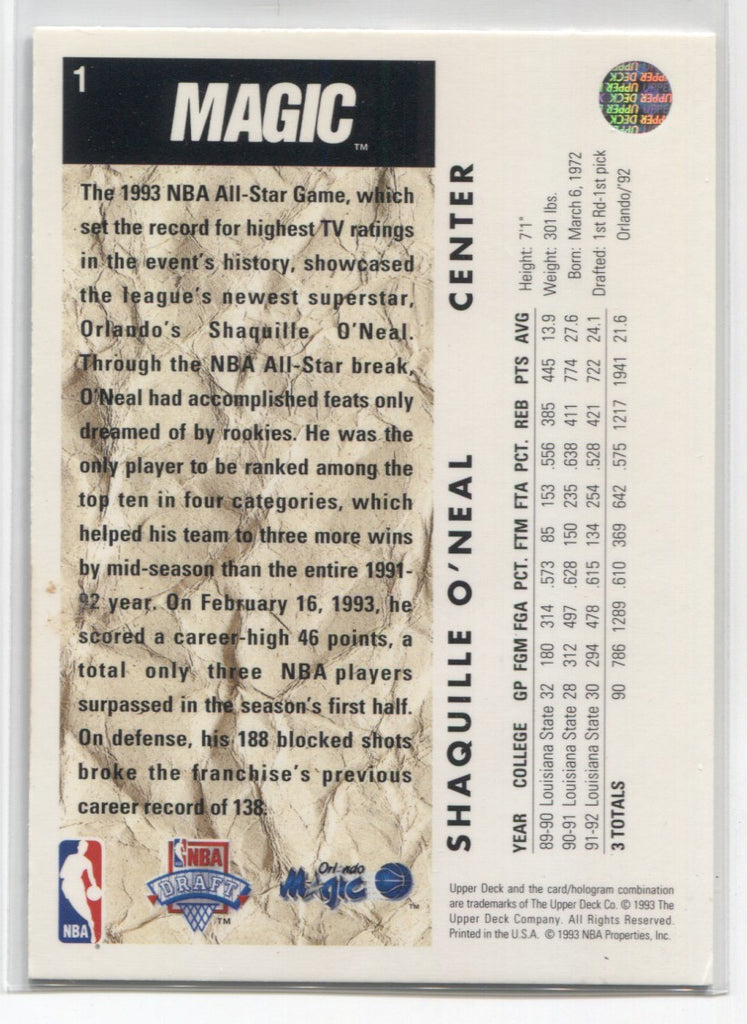 1
MAGIC
TM
The 1993 NBA All-Star Game, which
set the record for highest TV ratings
in the event's history, showcased
the league's newest superstar,
Orlando's Shaquille O'Neal.
Through the NBA All-Star break,
O'Neal had accomplished feats only
dreamed of by rookies. He was the
only player to be ranked among the
top ten in four categories, which
helped his team to three more wins
by mid-season than the entire 1991-
92 year. On February 16, 1993, he
scored a career-high 46 points, a
total only three NBA players
surpassed in the season's first half.
On defense, his 188 blocked shots
broke the franchise's previous
career record of 138.
NBA
®
NBA
DRAFT
TM
Orlando
Magic
TM
SHAQUILLE O'NEAL CENTER
Height: 7'1"
Weight: 301 lbs.
Born: March 6, 1972
Drafted: 1st Rd-1st pick
Orlando/'92
YEAR COLLEGE GP FGM FGA PCT. FTM FTA PCT. REB PTS AVG
89-90 Louisiana State 32 180 314 .573 85 153 .556 385 445 13.9
90-91 Louisiana State 28 312 497 .628 150 235 .638 411 774 27.6
91-92 Louisiana State 30 294 478 .615 134 254 .528 421 722 24.1
3 TOTALS 90 786 1289 .610 369 642 .575 1217 1941 21.6
UPPER DECK
Upper Deck and the card/hologram combination
are trademarks of The Upper Deck Co. © 1993 The
Upper Deck Company. All Rights Reserved.
Printed in the U.S.A. © 1993 NBA Properties, Inc.